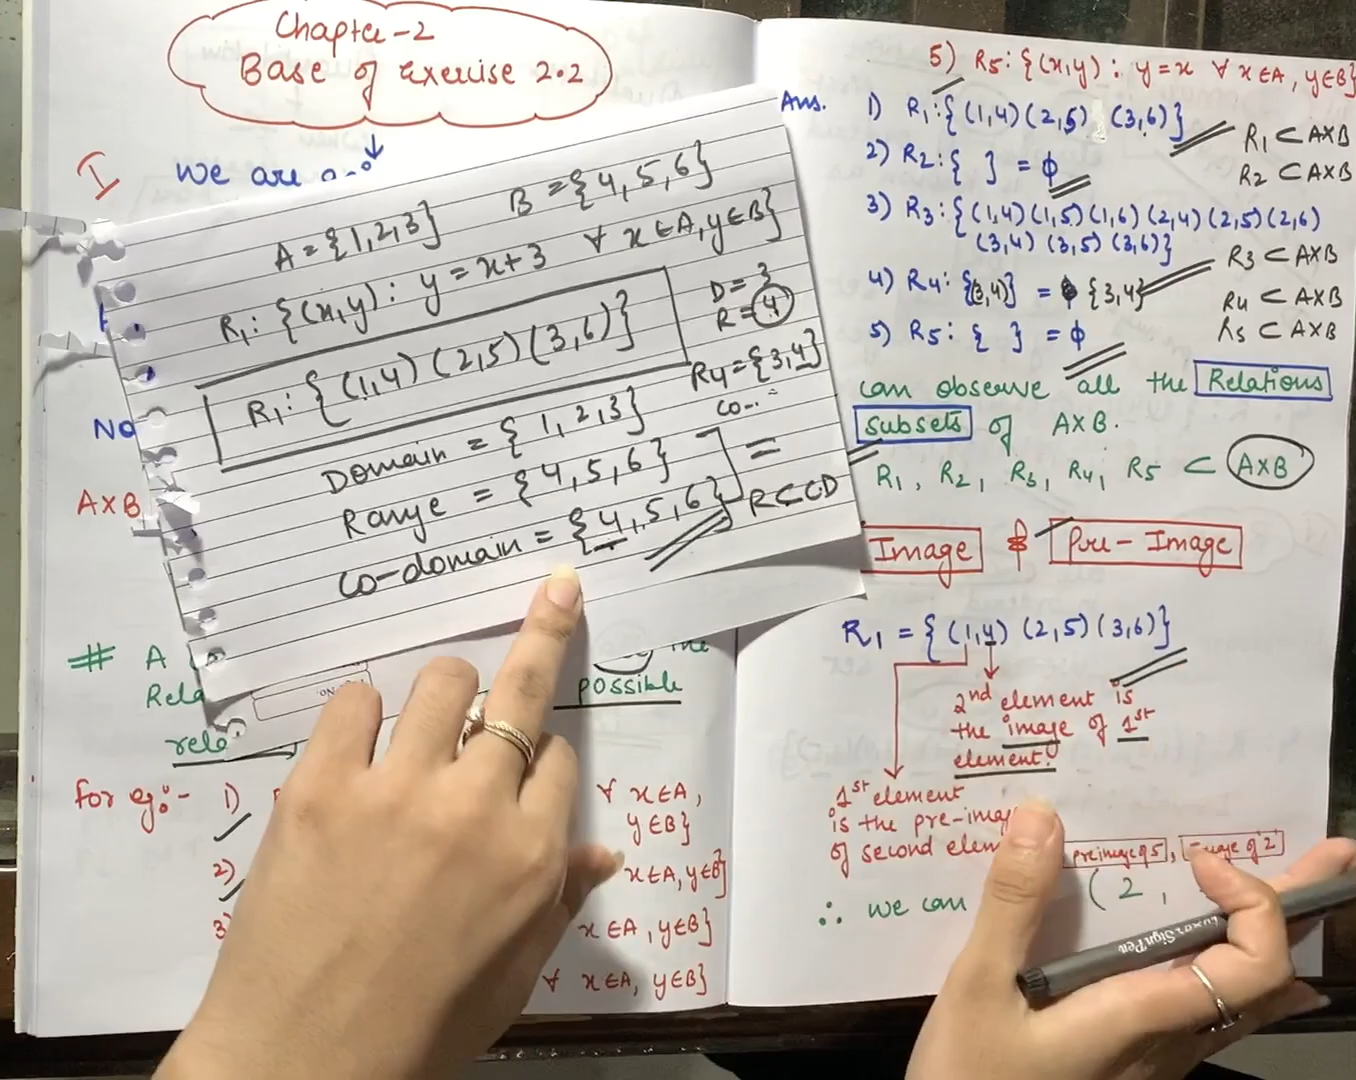 Chapter-2
Base of Exercise 2.2
I
we are
A={1,2,3} B={4,5,6}
R1: {(x,y): y=x+3 ∀ x∈A,y∈B}
R1: {(1,4)(2,5)(3,6)}
D= 3
R= 4
R4={3,4}
co-
Domain = {1,2,3}
Range = {4,5,6}
Co-domain = {4,5,6}
=
R⊂CD
A×B
# A
Rela
possible
rela
for eg:- 1)
∀ x∈A,
y∈B}
2)
x∈A,y∈B}
3)
x∈A,y∈B}
∀ x∈A, y∈B}
5) R5: {(x,y): y=x ∀ x∈A, y∈B}
Ans. 1) R1:{(1,4)(2,5) (3,6)}
R1 ⊂ A×B
2) R2:{ } = ϕ
R2 ⊂ A×B
3) R3:{(1,4)(1,5)(1,6)(2,4)(2,5)(2,6)
(3,4) (3,5) (3,6)}
R3 ⊂ A×B
4) R4: {(3,4)} = {3,4}
R4 ⊂ A×B
5) R5: { } = ϕ
R5 ⊂ A×B
can observe all the Relations
subsets of A×B.
R1, R2, R3, R4, R5 ⊂ A×B
Image & Pre-Image
R1 = {(1,4) (2,5)(3,6)}
2nd element is
the image of 1st
element.
1st element
is the pre-image
of second elem
preimage of 5, Image of 2
∴ we can (2,
Luxor Sign Pen